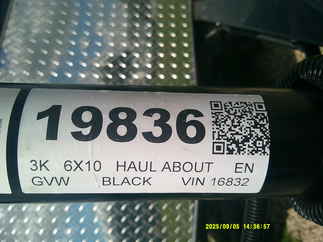 19836
3K 6X10 HAUL ABOUT EN
GVW BLACK VIN 16832
2025/09/05 14:36:57